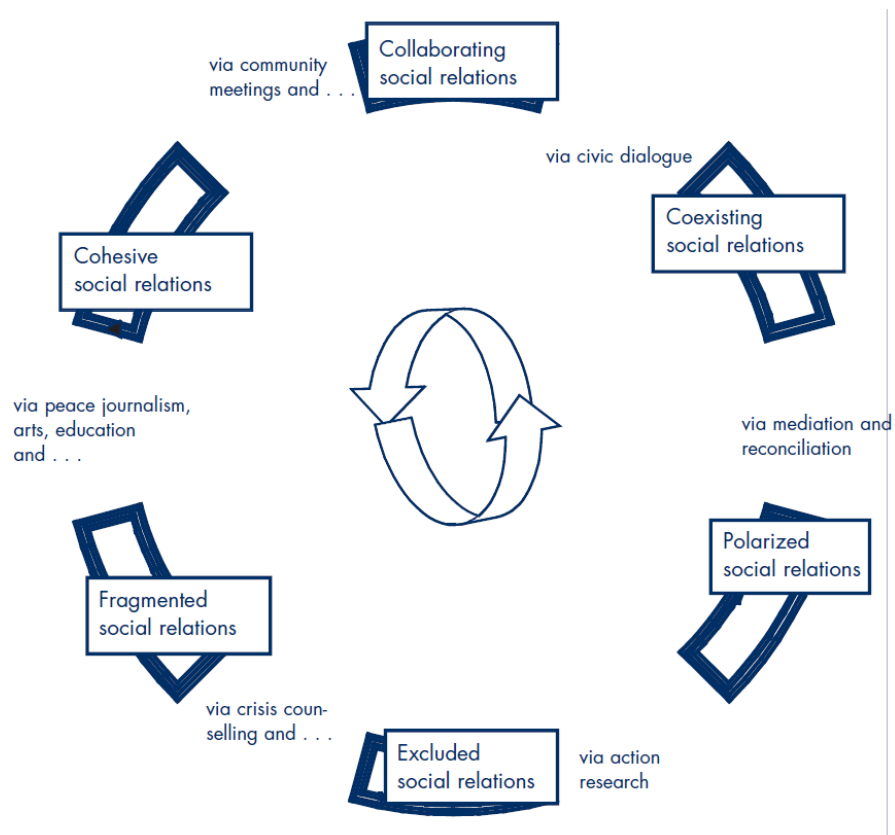 Collaborating
social relations
via community
meetings and . . .
via civic dialogue
Coexisting
social relations
Cohesive
social relations
via peace journalism,
arts, education
and . . .
via mediation and
reconciliation
Polarized
social relations
Fragmented
social relations
via crisis coun-
selling and . . .
Excluded
social relations
via action
research